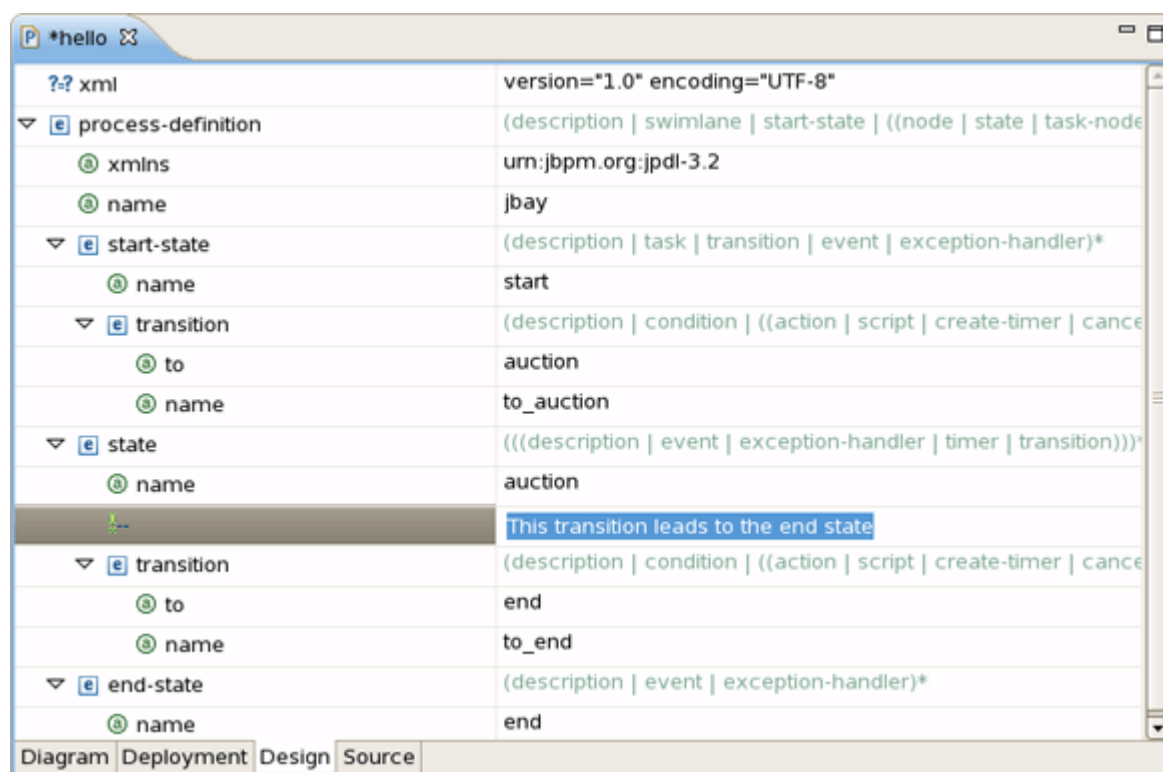 *hello
?=? xml version="1.0" encoding="UTF-8"
e process-definition (description | swimlane | start-state | ((node | state | task-node
a xmlns urn:jbpm.org:jpdl-3.2
a name jbay
e start-state (description | task | transition | event | exception-handler)*
a name start
e transition (description | condition | ((action | script | create-timer | cance
a to auction
a name to_auction
e state (((description | event | exception-handler | timer | transition)))*
a name auction
This transition leads to the end state
e transition (description | condition | ((action | script | create-timer | cance
a to end
a name to_end
e end-state (description | event | exception-handler)*
a name end
Diagram Deployment Design Source